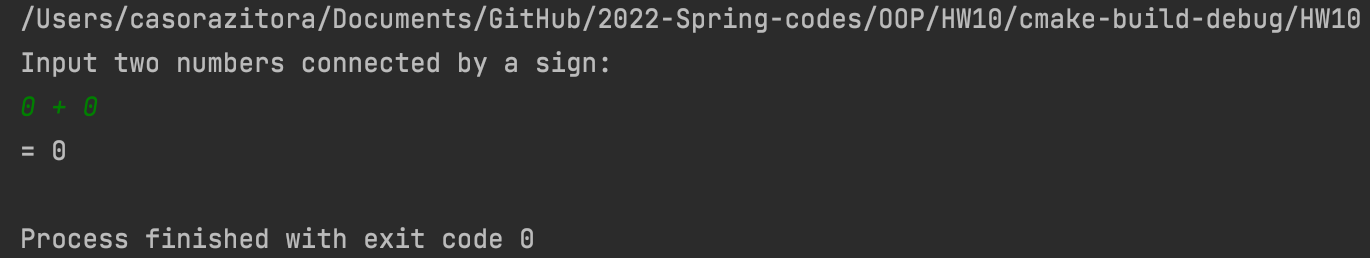 /Users/casorazitora/Documents/GitHub/2022-Spring-codes/OOP/HW10/cmake-build-debug/HW10
Input two numbers connected by a sign:
0 + 0
= 0
Process finished with exit code 0